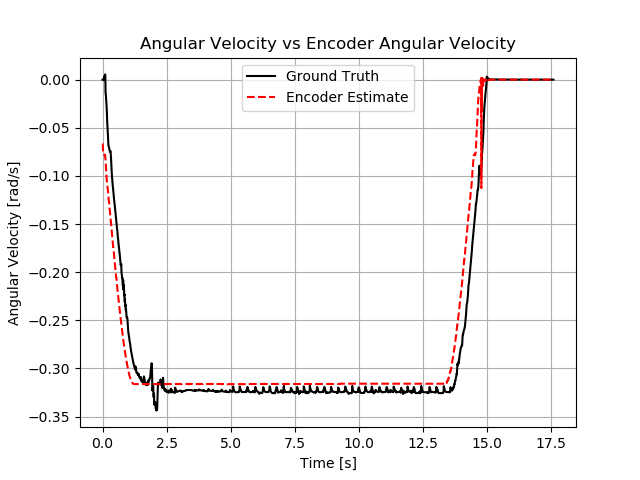 Angular Velocity vs Encoder Angular Velocity
Ground Truth
Encoder Estimate
Angular Velocity [rad/s]
0.00
−0.05
−0.10
−0.15
−0.20
−0.25
−0.30
−0.35
0.0 2.5 5.0 7.5 10.0 12.5 15.0 17.5
Time [s]